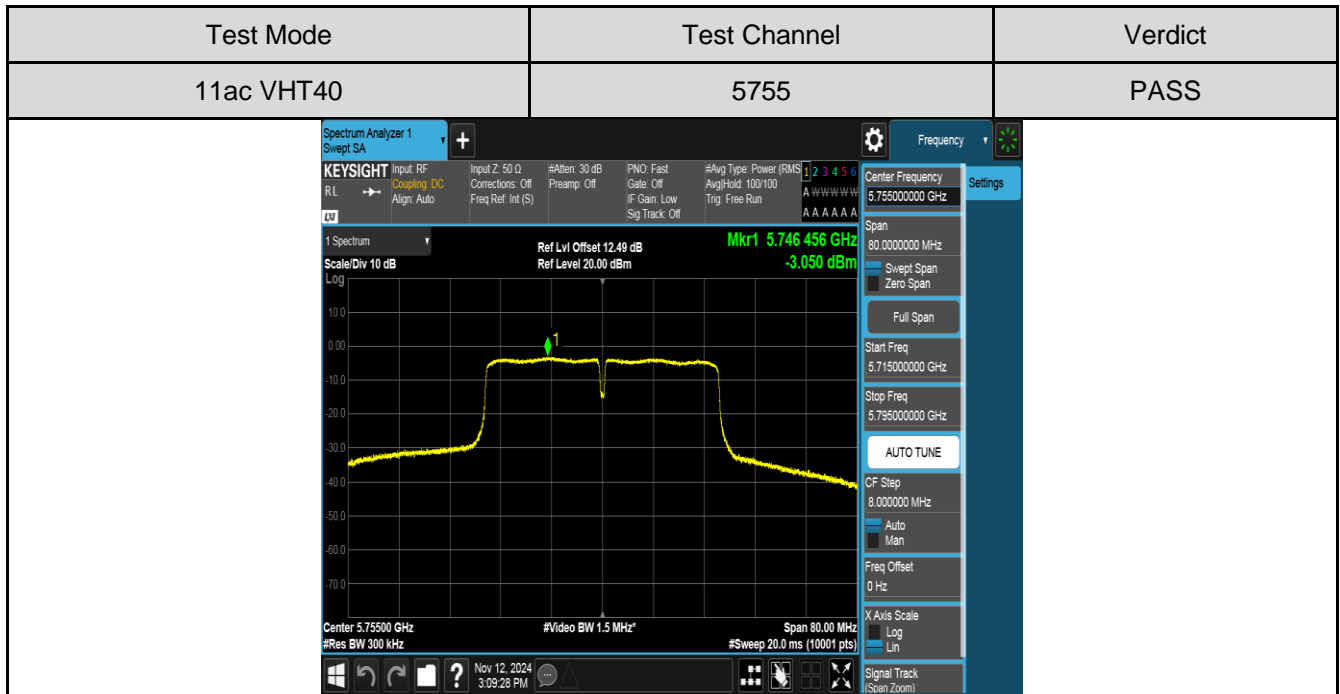 Test Mode Test Channel Verdict
11ac VHT40 5755 PASS
Spectrum Analyzer 1
Swept SA
+
Frequency
KEYSIGHT
RL
LXI
Input: RF
Coupling: DC
Align: Auto
Input Z: 50 Ω
Corrections: Off
Freq Ref: Int (S)
#Atten: 30 dB
Preamp: Off
PNO: Fast
Gate: Off
IF Gain: Low
Sig Track: Off
#Avg Type: Power (RMS
Avg|Hold: 100/100
Trig: Free Run
1 2 3 4 5 6
A W W W W W
A A A A A A
1 Spectrum
Scale/Div 10 dB
Log
Ref Lvl Offset 12.49 dB
Ref Level 20.00 dBm
Mkr1 5.746 456 GHz
-3.050 dBm
10.0
0.00
-10.0
-20.0
-30.0
-40.0
-50.0
-60.0
-70.0
1
Center 5.75500 GHz
#Res BW 300 kHz
#Video BW 1.5 MHz*
Span 80.00 MHz
#Sweep 20.0 ms (10001 pts)
?
Nov 12, 2024
3:09:28 PM
Center Frequency
5.755000000 GHz
Settings
Span
80.0000000 MHz
Swept Span
Zero Span
Full Span
Start Freq
5.715000000 GHz
Stop Freq
5.795000000 GHz
AUTO TUNE
CF Step
8.000000 MHz
Auto
Man
Freq Offset
0 Hz
X Axis Scale
Log
Lin
Signal Track
(Span Zoom)